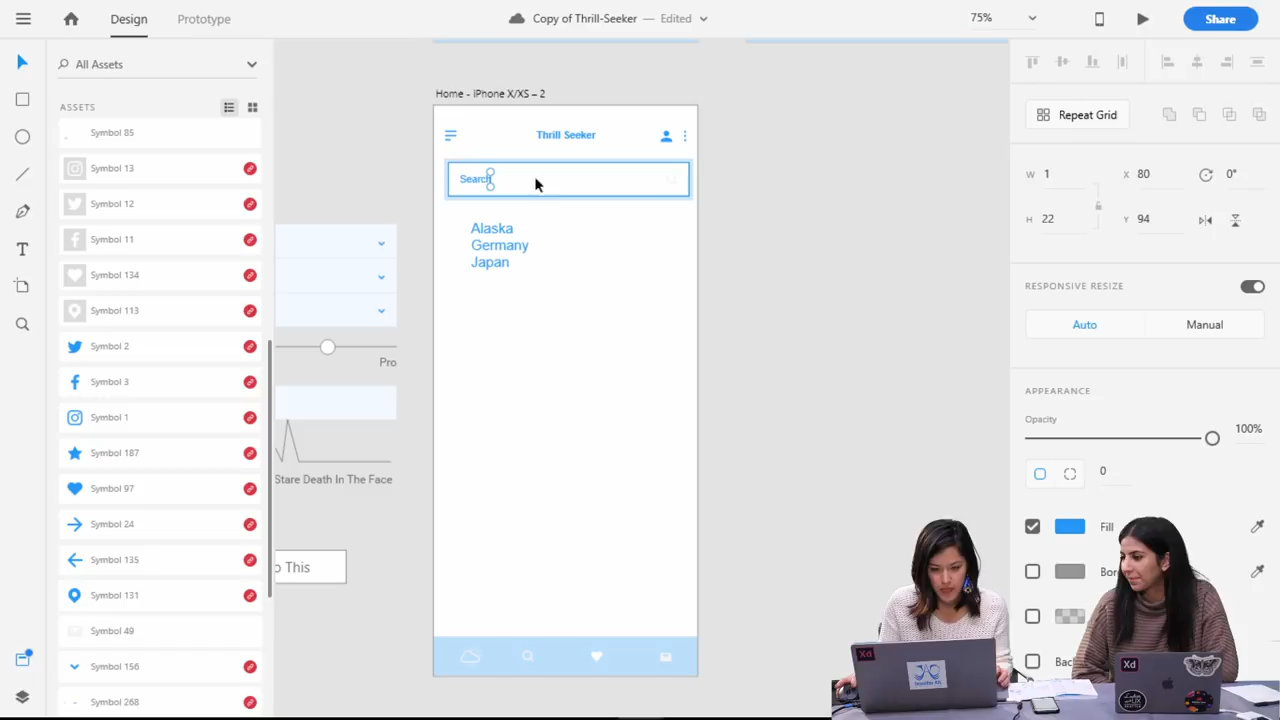 Design
Prototype
Copy of Thrill-Seeker — Edited
75%
Share
All Assets
ASSETS
Symbol 85
Symbol 13
Symbol 12
Symbol 11
Symbol 134
Symbol 113
Symbol 2
Symbol 3
Symbol 1
Symbol 187
Symbol 97
Symbol 24
Symbol 135
Symbol 131
Symbol 49
Symbol 156
Symbol 268
Pro
Stare Death In The Face
This
Home - iPhone X/XS – 2
Thrill Seeker
Search
Alaska
Germany
Japan
Repeat Grid
W 1 X 80 0°
H 22 Y 94
RESPONSIVE RESIZE
Auto
Manual
APPEARANCE
Opacity
100%
0
Fill
Bor
Bac
Xd
Xd